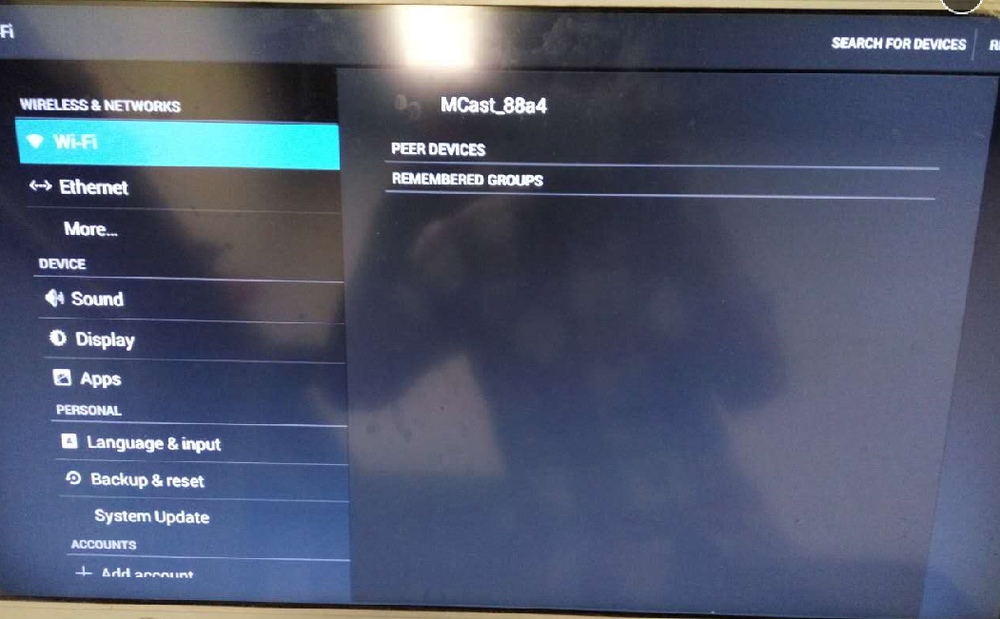 Fi
SEARCH FOR DEVICES
WIRELESS & NETWORKS
Wi-Fi
Ethernet
More...
DEVICE
Sound
Display
Apps
PERSONAL
Language & input
Backup & reset
System Update
ACCOUNTS
Add account
MCast_88a4
PEER DEVICES
REMEMBERED GROUPS